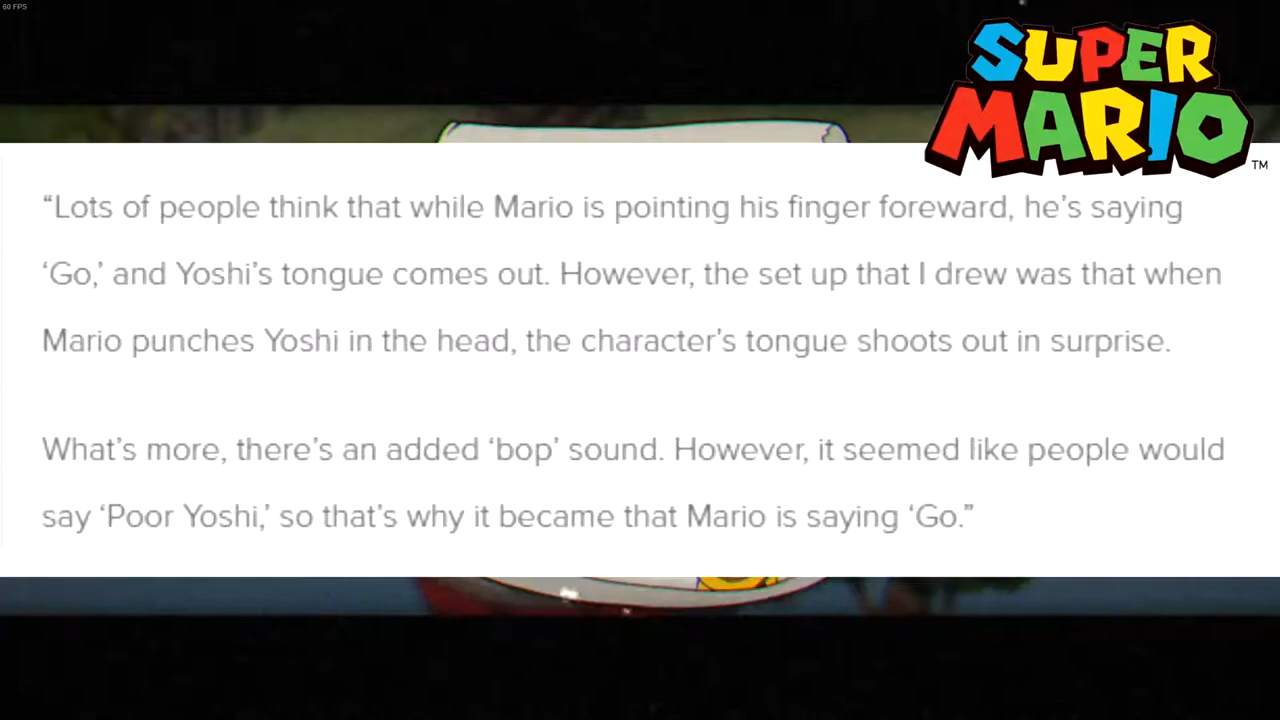 60 FPS
SUPER
MARIO
TM
“Lots of people think that while Mario is pointing his finger foreward, he’s saying
‘Go,’ and Yoshi’s tongue comes out. However, the set up that I drew was that when
Mario punches Yoshi in the head, the character’s tongue shoots out in surprise.
What’s more, there’s an added ‘bop’ sound. However, it seemed like people would
say ‘Poor Yoshi,’ so that’s why it became that Mario is saying ‘Go.”